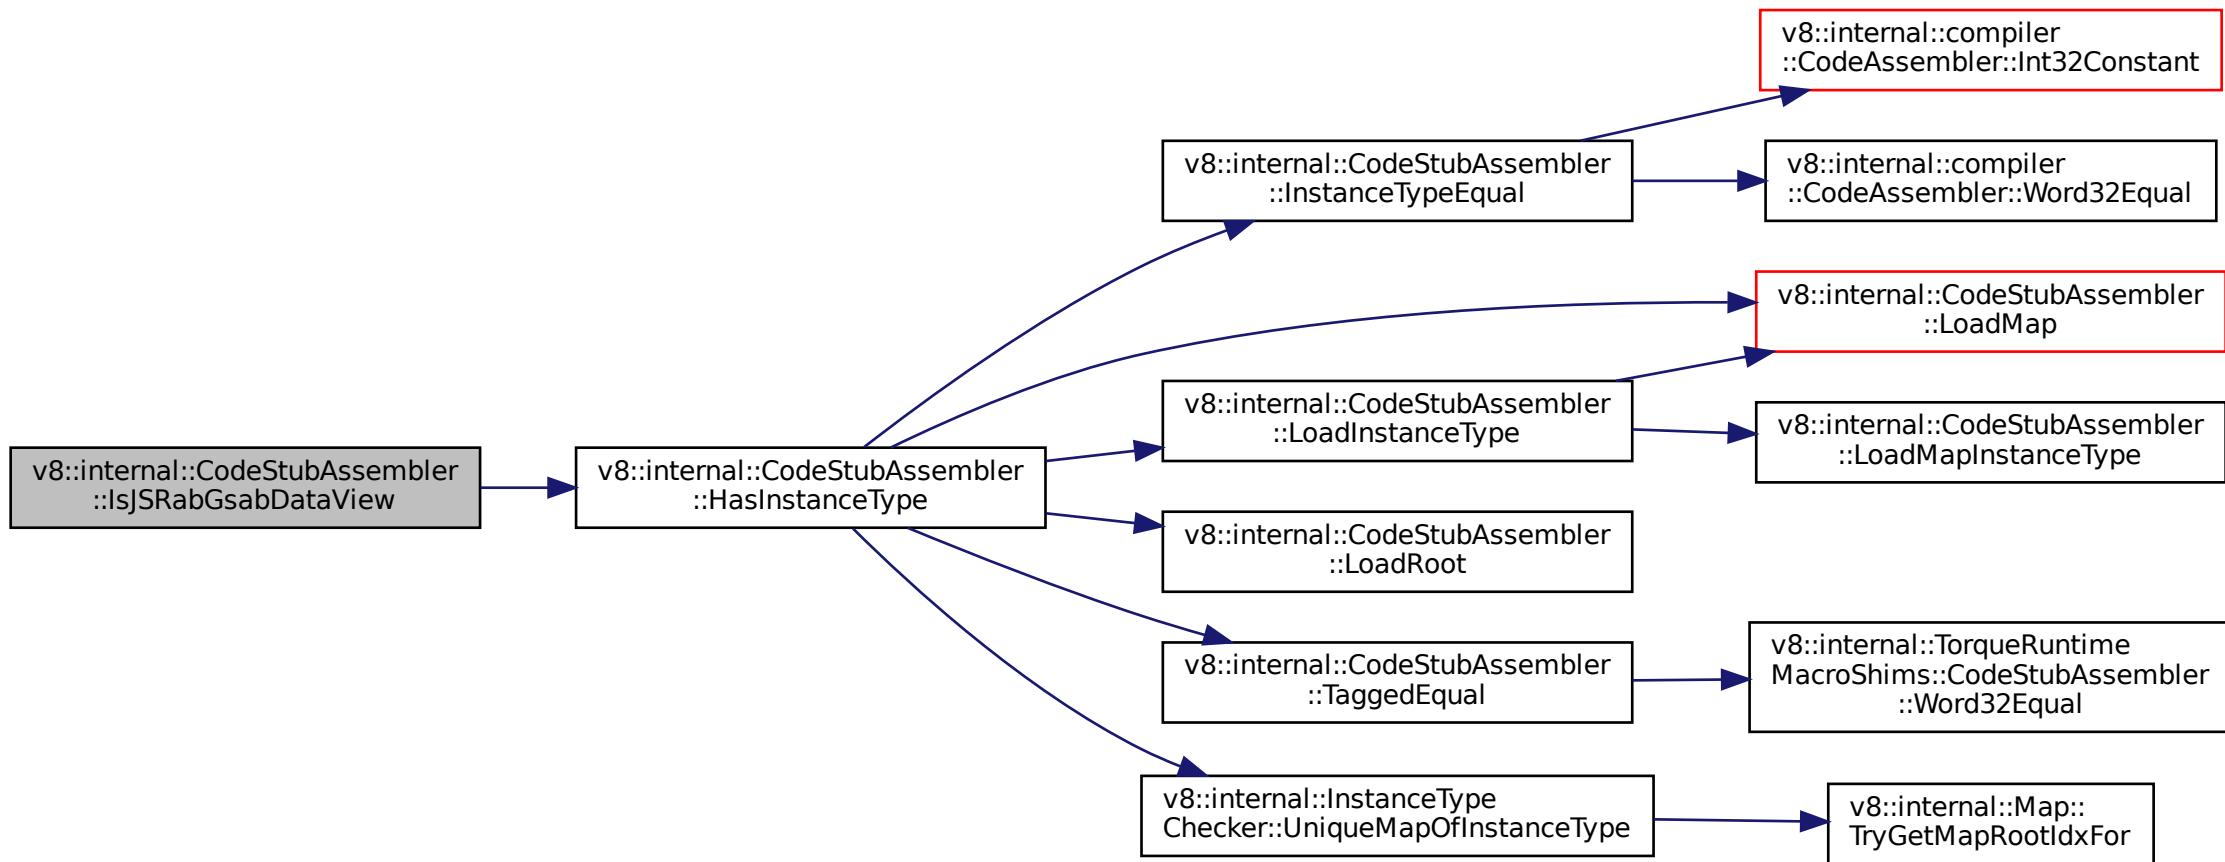 v8::internal::compiler
::CodeAssembler::Int32Constant
v8::internal::CodeStubAssembler
::InstanceTypeEqual
v8::internal::compiler
::CodeAssembler::Word32Equal
v8::internal::CodeStubAssembler
::LoadMap
v8::internal::CodeStubAssembler
::LoadInstanceType
v8::internal::CodeStubAssembler
::LoadMapInstanceType
v8::internal::CodeStubAssembler
::IsJSRabGsabDataView
v8::internal::CodeStubAssembler
::HasInstanceType
v8::internal::CodeStubAssembler
::LoadRoot
v8::internal::CodeStubAssembler
::TaggedEqual
v8::internal::TorqueRuntime
MacroShims::CodeStubAssembler
::Word32Equal
v8::internal::InstanceType
Checker::UniqueMapOfInstanceType
v8::internal::Map::
TryGetMapRootIdxFor